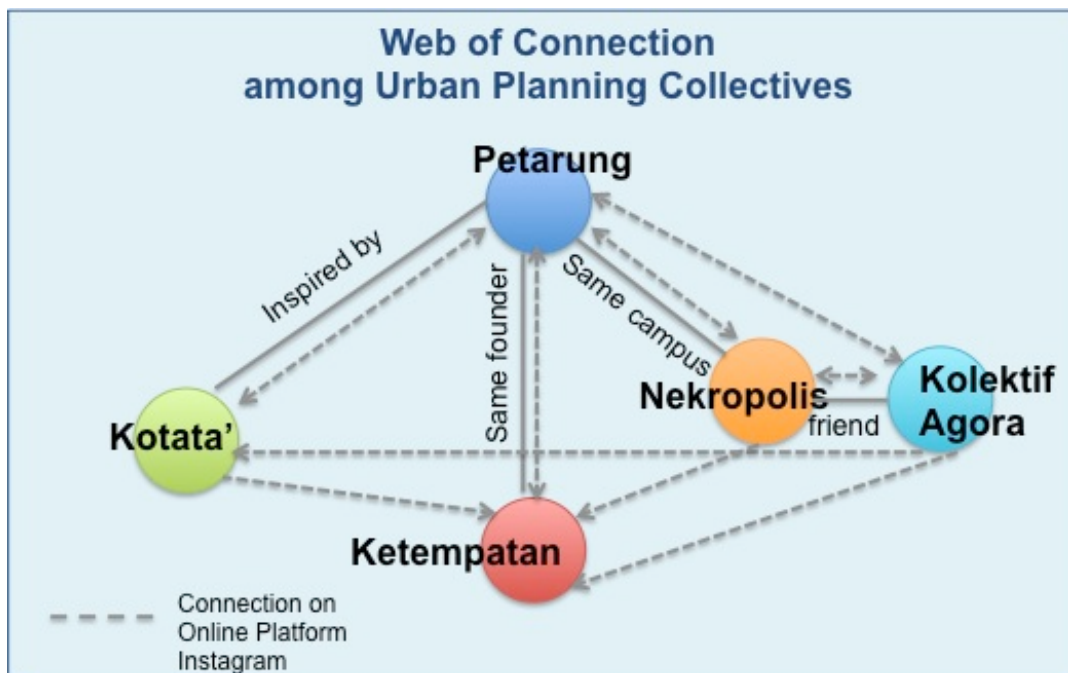 Web of Connection
among Urban Planning Collectives
Petarung
Inspired by
Same founder
Same campus
Nekropolis
Kolektif
Agora
friend
Kotata’
Ketempatan
Connection on
Online Platform
Instagram